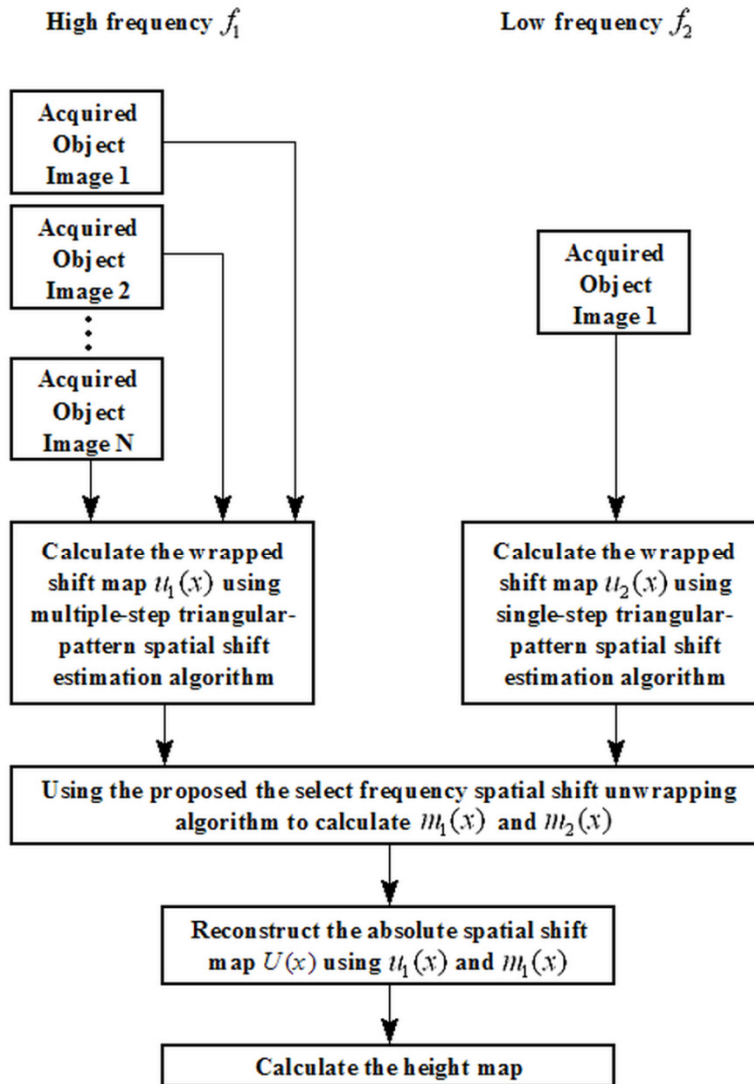 High frequency f₁
Low frequency f₂
Acquired
Object
Image 1
Acquired
Object
Image 2
Acquired
Object
Image N
Acquired
Object
Image 1
Calculate the wrapped
shift map u₁(x) using
multiple-step triangular-
pattern spatial shift
estimation algorithm
Calculate the wrapped
shift map u₂(x) using
single-step triangular-
pattern spatial shift
estimation algorithm
Using the proposed the select frequency spatial shift unwrapping
algorithm to calculate m₁(x) and m₂(x)
Reconstruct the absolute spatial shift
map U(x) using u₁(x) and m₁(x)
Calculate the height map